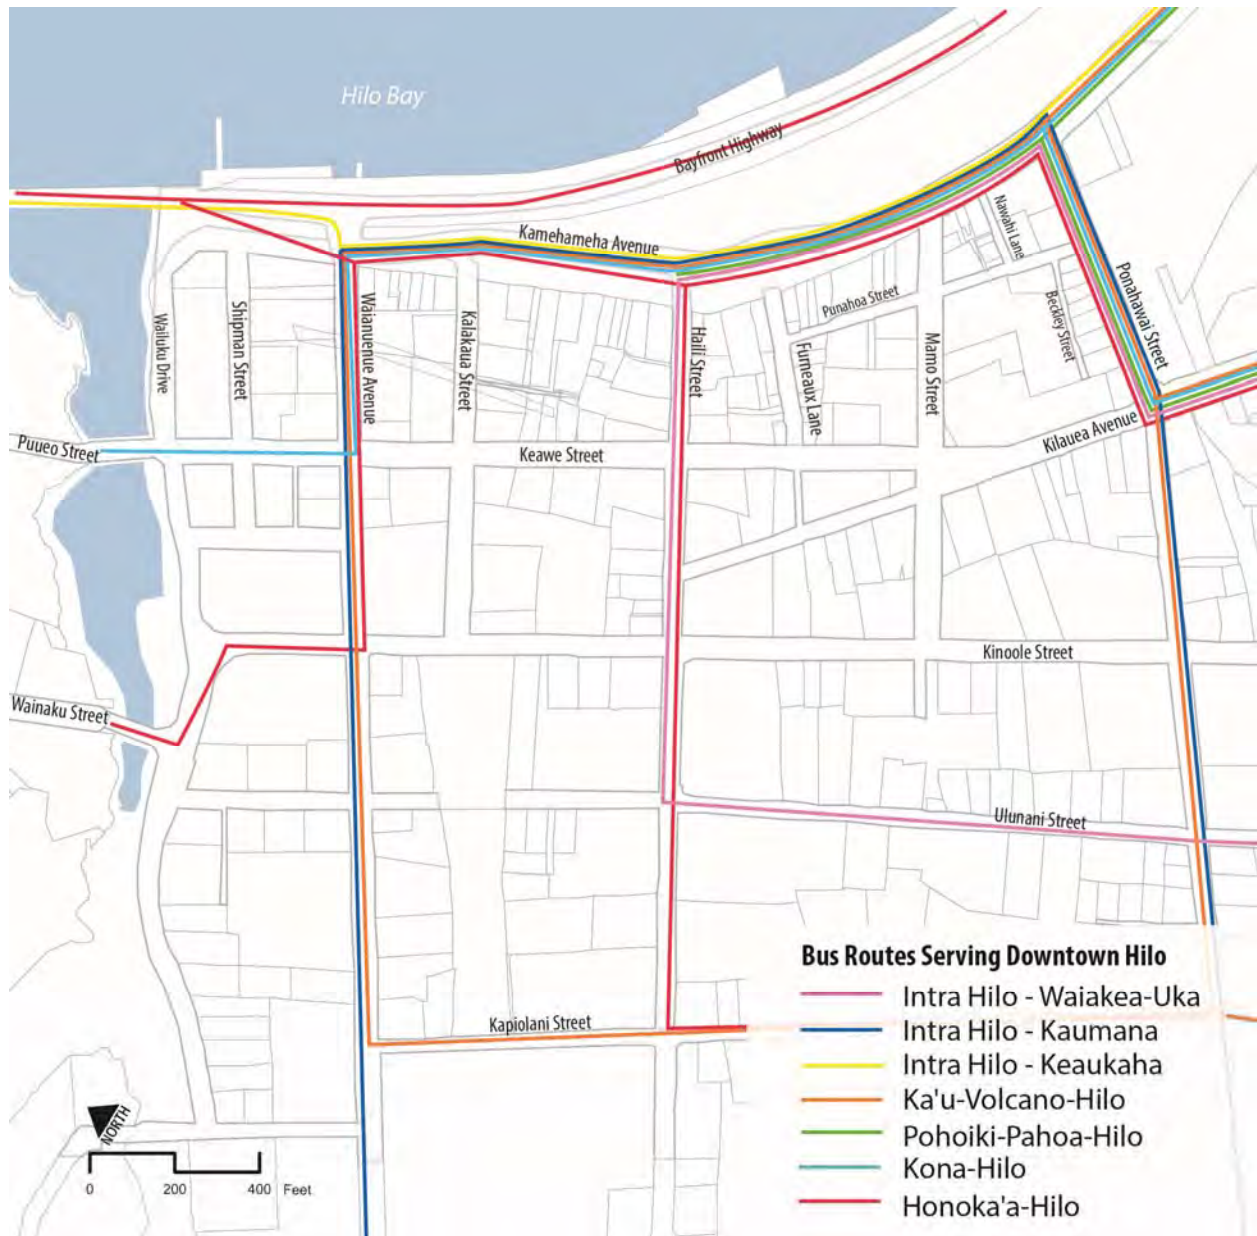 Hilo Bay
Bayfront Highway
Kamehameha Avenue
Nawahi Lane
Punahoa Street
Beckley Street
Ponahawai Street
Wailuku Drive
Shipman Street
Waianuenue Avenue
Kalakaua Street
Haili Street
Furneaux Lane
Mamo Street
Kilauea Avenue
Puueo Street
Keawe Street
Kinoole Street
Wainaku Street
Ulunani Street
Kapiolani Street
Bus Routes Serving Downtown Hilo
Intra Hilo - Waiakea-Uka
Intra Hilo - Kaumana
Intra Hilo - Keaukaha
Ka'u-Volcano-Hilo
Pohoiki-Pahoa-Hilo
Kona-Hilo
Honoka'a-Hilo
NORTH
0 200 400 Feet